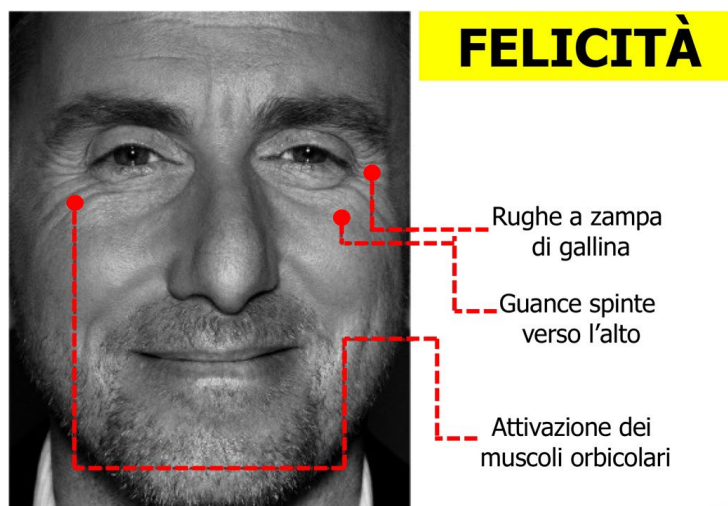 FELICITÀ
Rughe a zampa
di gallina
Guance spinte
verso l'alto
Attivazione dei
muscoli orbicolari